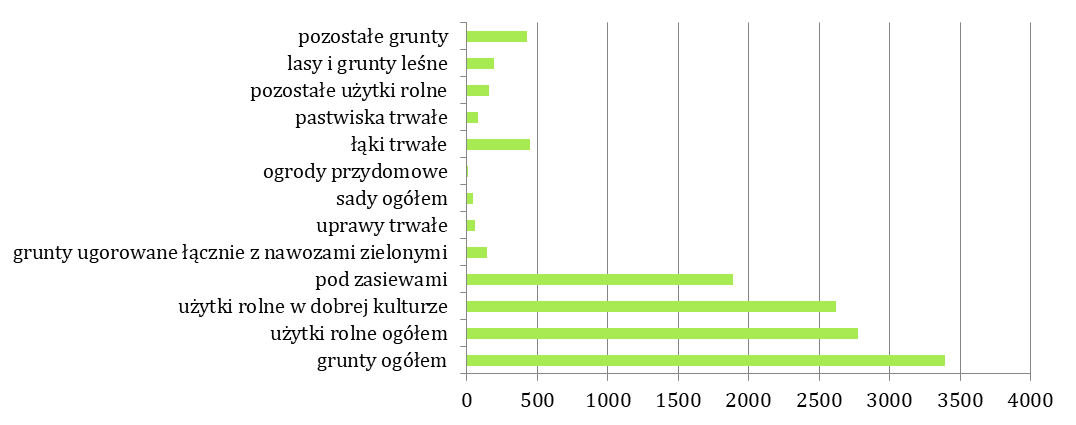 pozostałe grunty
lasy i grunty leśne
pozostałe użytki rolne
pastwiska trwałe
łąki trwałe
ogrody przydomowe
sady ogółem
uprawy trwałe
grunty ugorowane łącznie z nawozami zielonymi
pod zasiewami
użytki rolne w dobrej kulturze
użytki rolne ogółem
grunty ogółem
0 500 1000 1500 2000 2500 3000 3500 4000